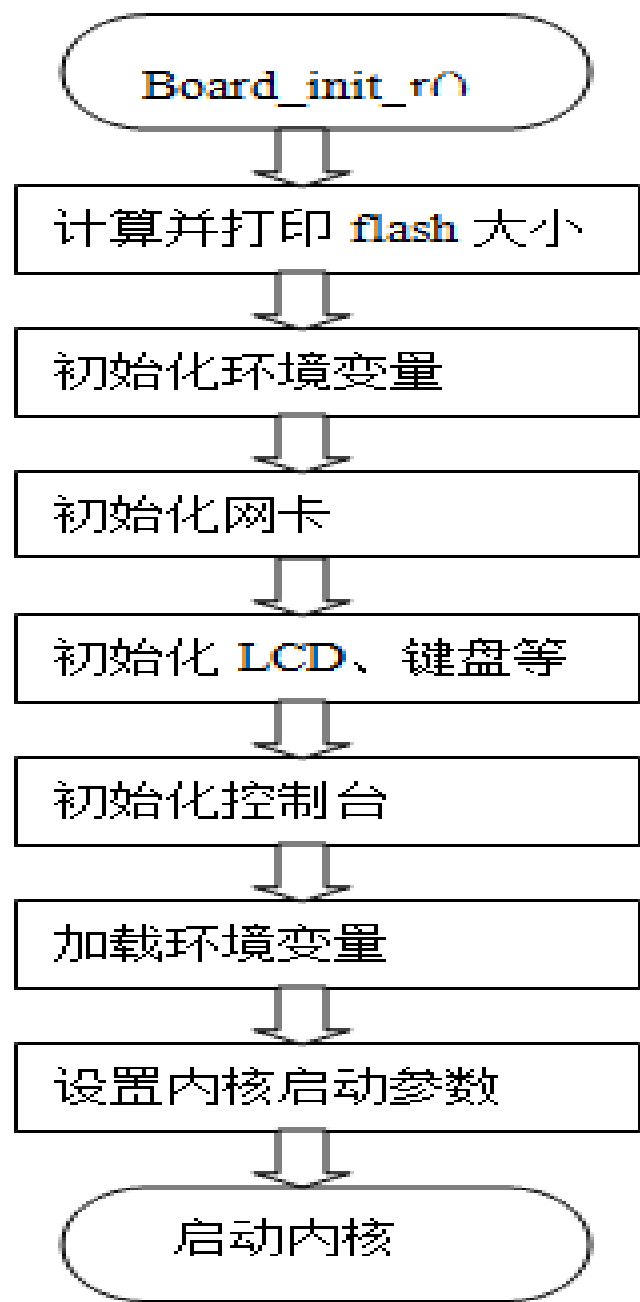 Board_init_r()
计算并打印 flash 大小
初始化环境变量
初始化网卡
初始化 LCD、键盘等
初始化控制台
加载环境变量
设置内核启动参数
启动内核